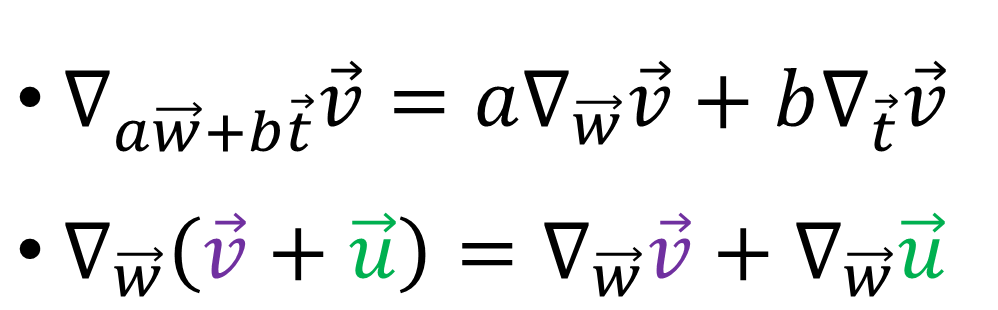 • ∇_{a\vec{w}+b\vec{t}}\vec{v} = a∇_{\vec{w}}\vec{v} + b∇_{\vec{t}}\vec{v}
• ∇_{\vec{w}}(\vec{v} + \vec{u}) = ∇_{\vec{w}}\vec{v} + ∇_{\vec{w}}\vec{u}